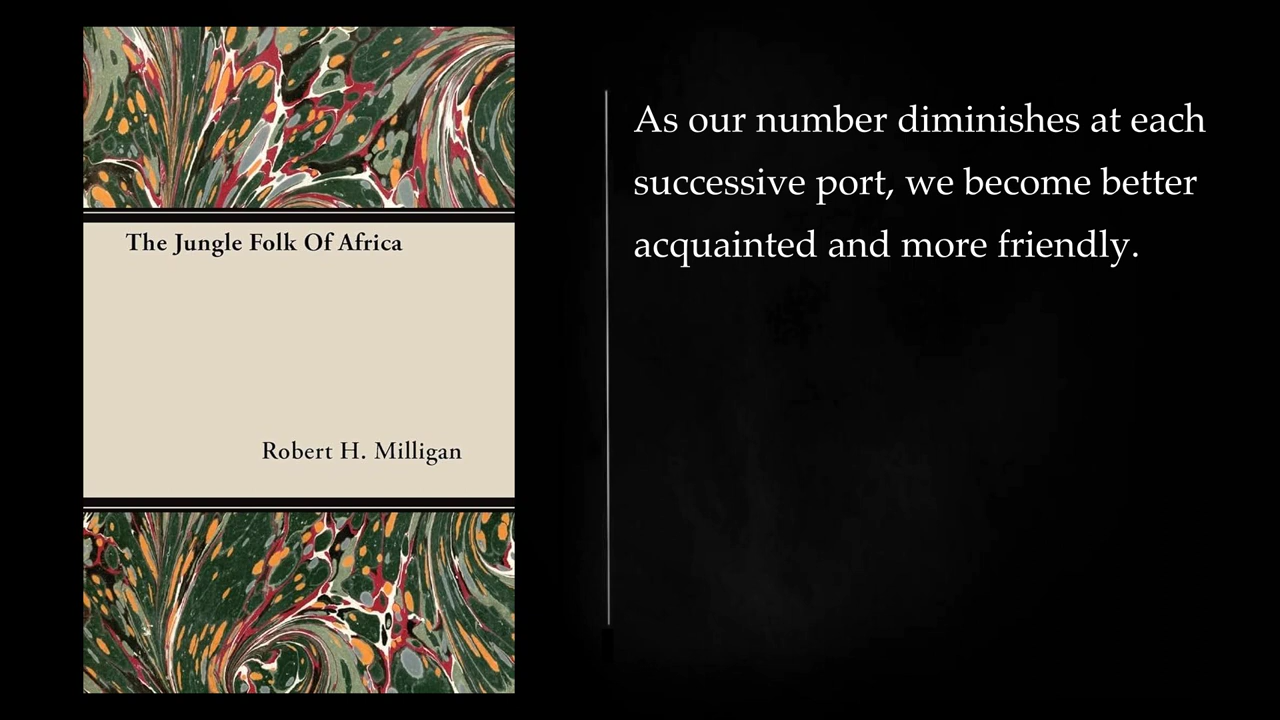 The Jungle Folk Of Africa
Robert H. Milligan
As our number diminishes at each
successive port, we become better
acquainted and more friendly.